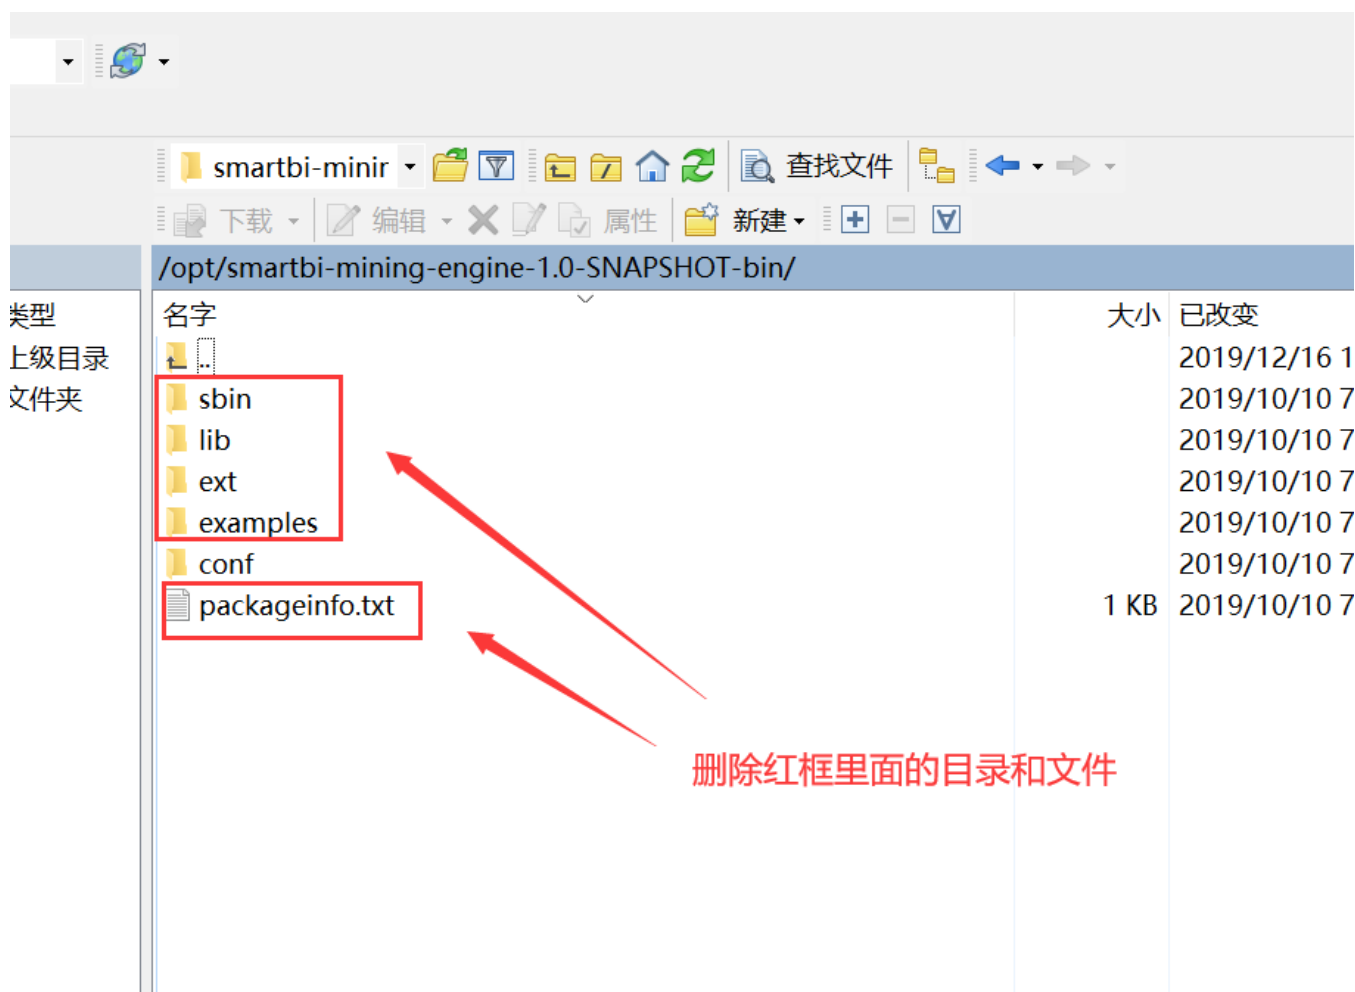 smartbi-minir
查找文件
下载
编辑
属性
新建
/opt/smartbi-mining-engine-1.0-SNAPSHOT-bin/
类型
名字
大小
已改变
上级目录
..
2019/12/16 1
文件夹
sbin
2019/10/10 7
lib
2019/10/10 7
ext
2019/10/10 7
examples
2019/10/10 7
conf
2019/10/10 7
packageinfo.txt
1 KB
2019/10/10 7
删除红框里面的目录和文件